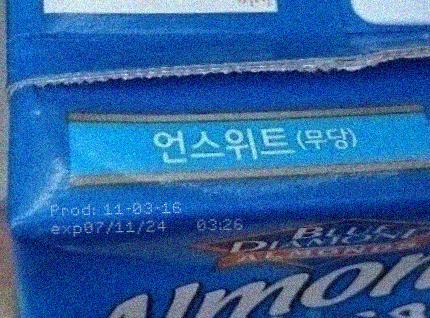 언스위트 (무당)
Prod: 11-03-16
exp07/11/24 03:26
BLUE
DIAMOND
ALMONDS
Almon